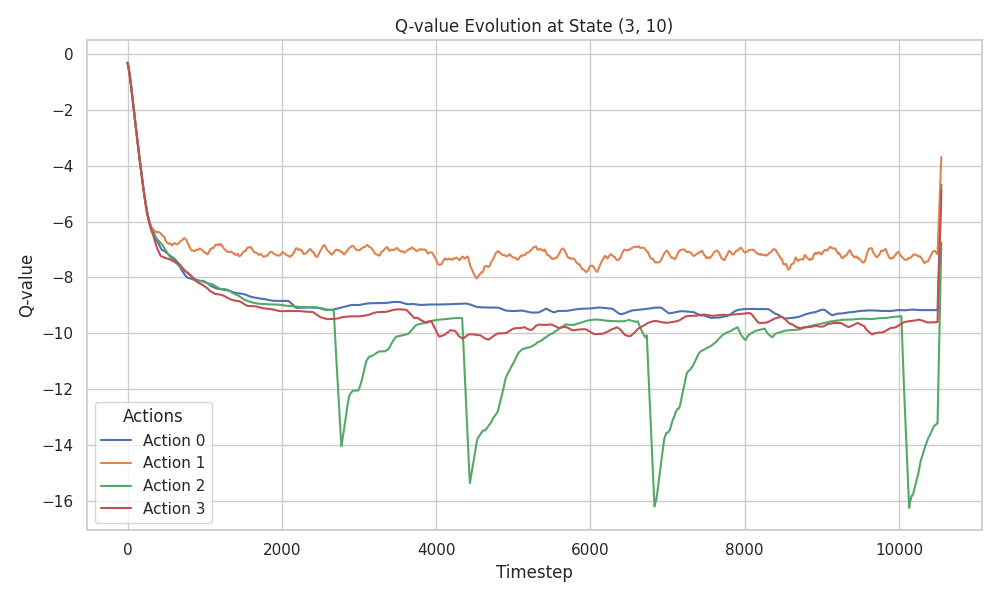 Q-value Evolution at State (3, 10)
Q-value
0
−2
−4
−6
−8
−10
−12
−14
−16
Actions
Action 0
Action 1
Action 2
Action 3
0 2000 4000 6000 8000 10000
Timestep